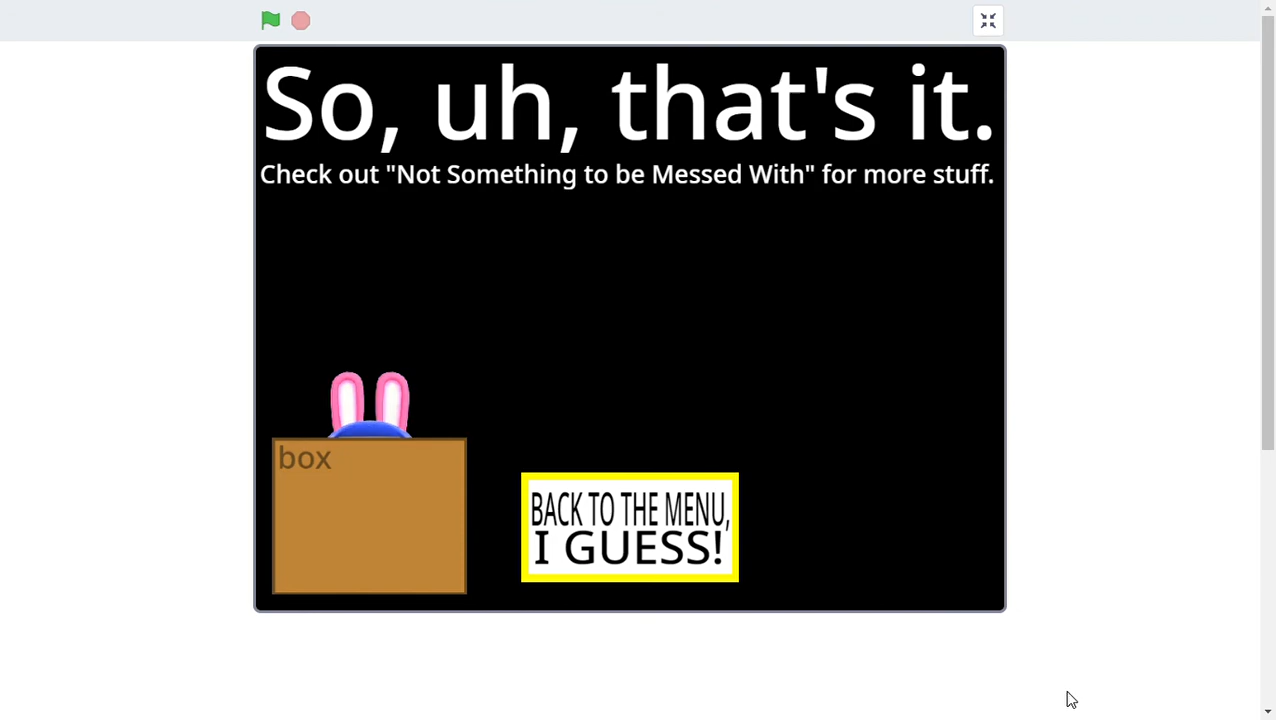 So, uh, that's it.
Check out "Not Something to be Messed With" for more stuff.
box
BACK TO THE MENU,
I GUESS!